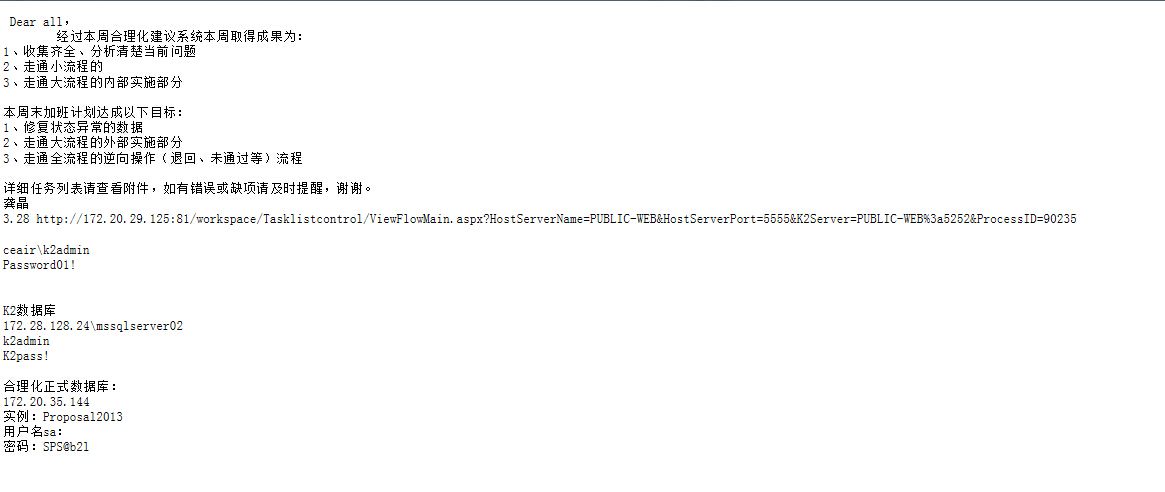 Dear all，
经过本周合理化建议系统本周取得成果为：
1、收集齐全、分析清楚当前问题
2、走通小流程的
3、走通大流程的内部实施部分
本周末加班计划达成以下目标：
1、修复状态异常的数据
2、走通大流程的外部实施部分
3、走通全流程的逆向操作（退回、未通过等）流程
详细任务列表请查看附件，如有错误或缺项请及时提醒，谢谢。
龚晶
3.28 http://172.20.29.125:81/workspace/Tasklistcontrol/ViewFlowMain.aspx?HostServerName=PUBLIC-WEB&HostServerPort=5555&K2Server=PUBLIC-WEB%3a5252&ProcessID=90235
ceair\k2admin
Password01!
K2数据库
172.28.128.24\mssqlserver02
k2admin
K2pass!
合理化正式数据库：
172.20.35.144
实例：Proposal2013
用户名sa：
密码：SPS@b2l